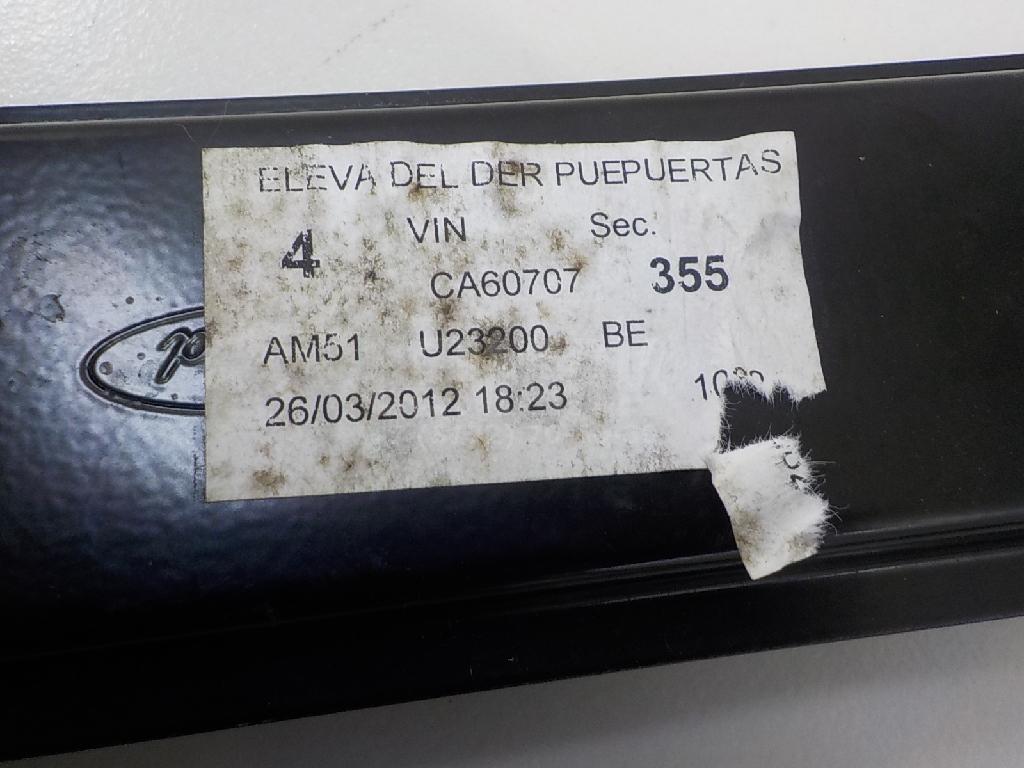 ELEVA DEL DER PUEPUERTAS
4 VIN Sec.
CA60707 355
AM51 U23200 BE
26/03/2012 18:23